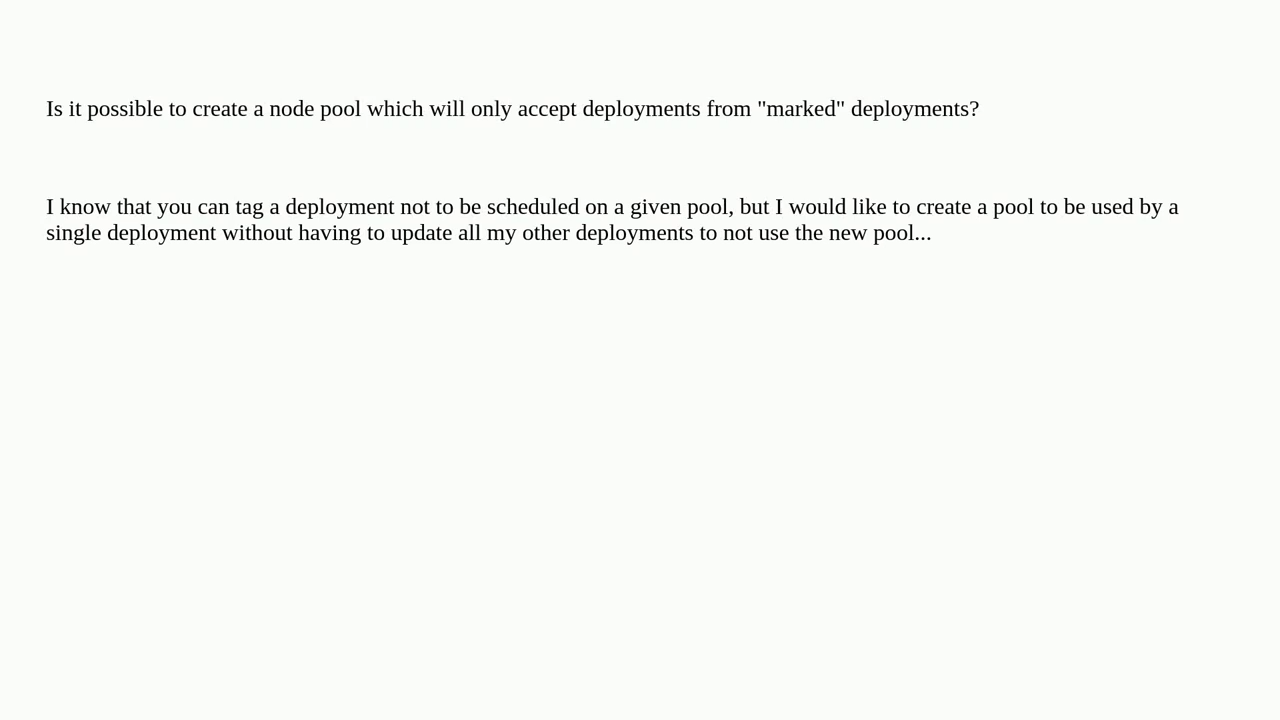 Is it possible to create a node pool which will only accept deployments from "marked" deployments?
I know that you can tag a deployment not to be scheduled on a given pool, but I would like to create a pool to be used by a
single deployment without having to update all my other deployments to not use the new pool...